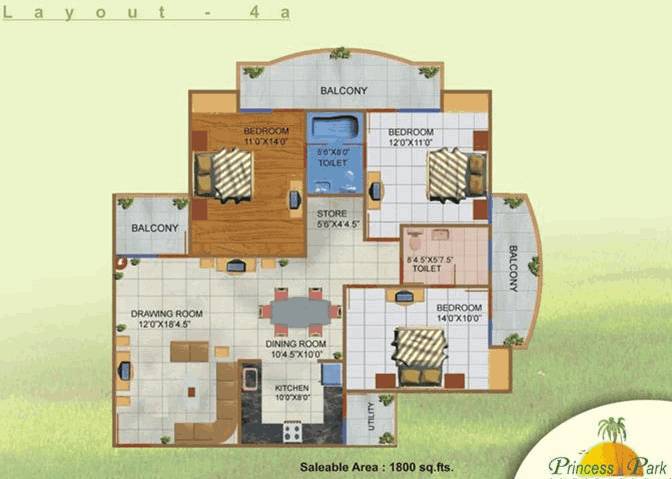 Layout - 4a
BALCONY
BEDROOM
11'0"X14'0"
5'6"X8'0"
TOILET
BEDROOM
12'0"X11'0"
STORE
5'6"X4'4.5"
BALCONY
8'4.5"X5'7.5"
TOILET
BALCONY
DRAWING ROOM
12'0"X18'4.5"
BEDROOM
14'0"X10'0"
DINING ROOM
10'4.5"X10'0"
KITCHEN
10'0"X8'0"
UTILITY
Saleable Area : 1800 sq.fts.
Princess Park